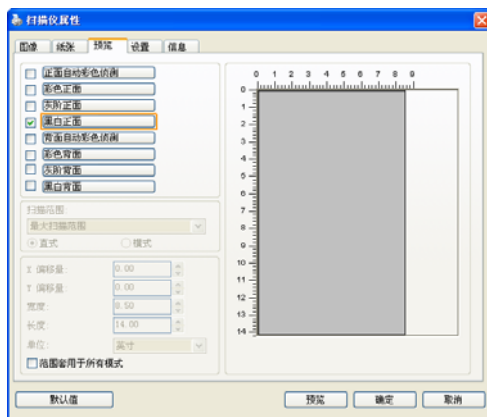 扫描仪属性
图像 纸张 预览 设置 信息
正面自动彩色侦测
彩色正面
灰阶正面
黑白正面
背面自动彩色侦测
彩色背面
灰阶背面
黑白背面
扫描范围:
最大扫描范围
直式 横式
X 偏移量: 0.00
Y 偏移量: 0.00
宽度: 8.50
长度: 14.00
单位: 英寸
范围套用于所有模式
0 1 2 3 4 5 6 7 8 9
0
1
2
3
4
5
6
7
8
9
10
11
12
13
14
默认值 预览 确定 取消